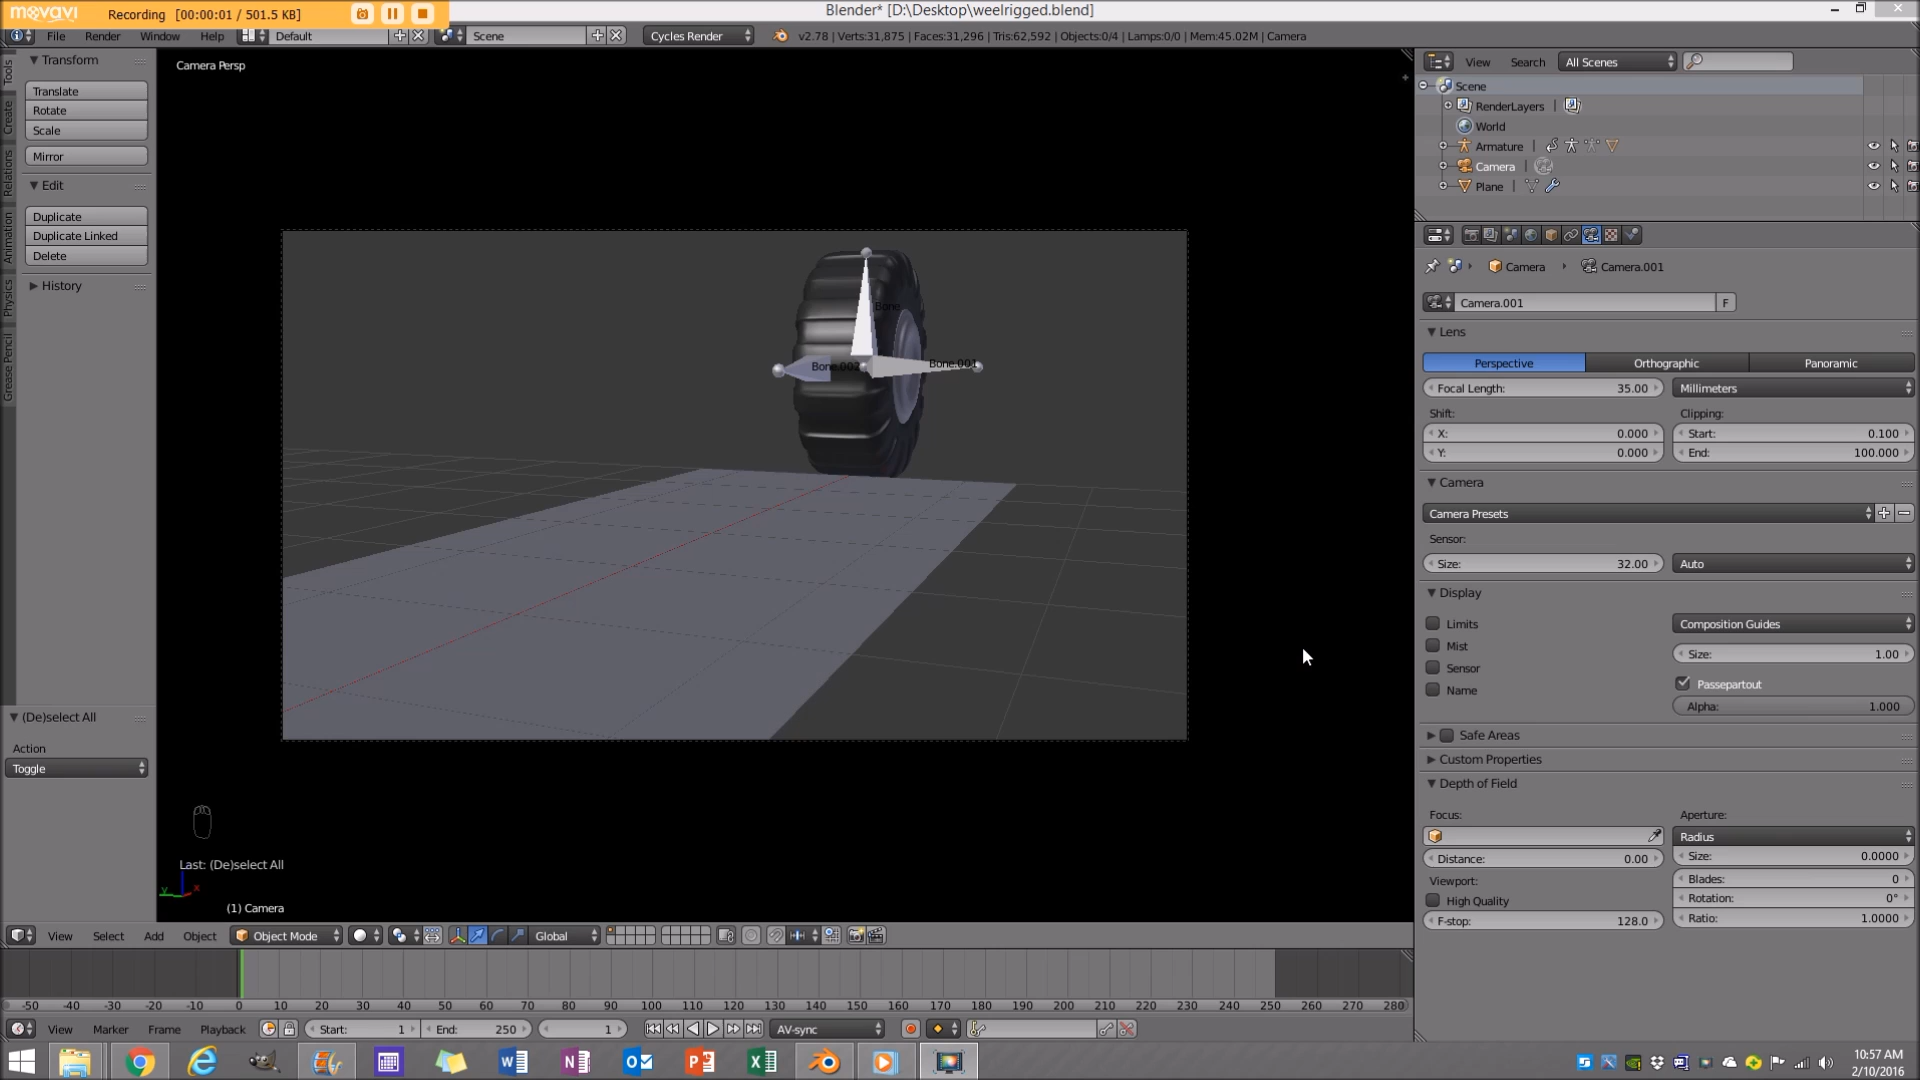 movavi Recording [00:00:01 / 501.5 KB]
Blender* [D:\Desktop\weelrigged.blend]
File Render Window Help Default Scene Cycles Render v2.78 | Verts:31,875 | Faces:31,296 | Tris:62,592 | Objects:0/4 | Lamps:0/0 | Mem:45.02M | Camera
Tools
Create
Relations
Animation
Physics
Grease Pencil
Transform
Translate
Rotate
Scale
Mirror
Edit
Duplicate
Duplicate Linked
Delete
History
(De)select All
Action
Toggle
Camera Persp
Bone
Bone.002
Bone.001
Last: (De)select All
y x
(1) Camera
View Select Add Object Object Mode Global
-50 -40 -30 -20 -10 0 10 20 30 40 50 60 70 80 90 100 110 120 130 140 150 160 170 180 190 200 210 220 230 240 250 260 270 280
View Marker Frame Playback Start: 1 End: 250 1 AV-sync
View Search All Scenes
Scene
RenderLayers
World
Armature
Camera
Plane
Camera Camera.001
Camera.001 F
Lens
Perspective Orthographic Panoramic
Focal Length: 35.00 Millimeters
Shift: Clipping:
X: 0.000 Start: 0.100
Y: 0.000 End: 100.000
Camera
Camera Presets
Sensor:
Size: 32.00 Auto
Display
Limits Composition Guides
Mist Size: 1.00
Sensor Passepartout
Name Alpha: 1.000
Safe Areas
Custom Properties
Depth of Field
Focus: Aperture:
Radius
Distance: 0.00 Size: 0.0000
Viewport: Blades: 0
High Quality Rotation: 0°
F-stop: 128.0 Ratio: 1.0000
10:57 AM
2/10/2016